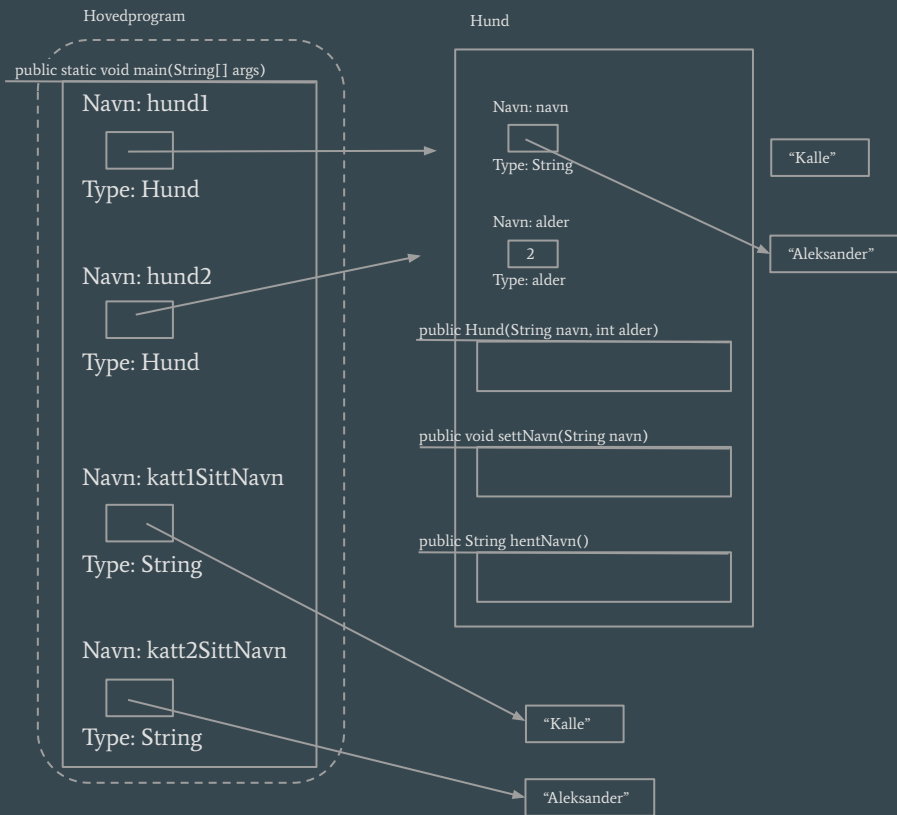 Hovedprogram
public static void main(String[] args)
Navn: hund1
Type: Hund
Navn: hund2
Type: Hund
Navn: katt1SittNavn
Type: String
Navn: katt2SittNavn
Type: String
Hund
Navn: navn
Type: String
Navn: alder
2
Type: alder
public Hund(String navn, int alder)
public void settNavn(String navn)
public String hentNavn()
“Kalle”
“Aleksander”
“Kalle”
“Aleksander”